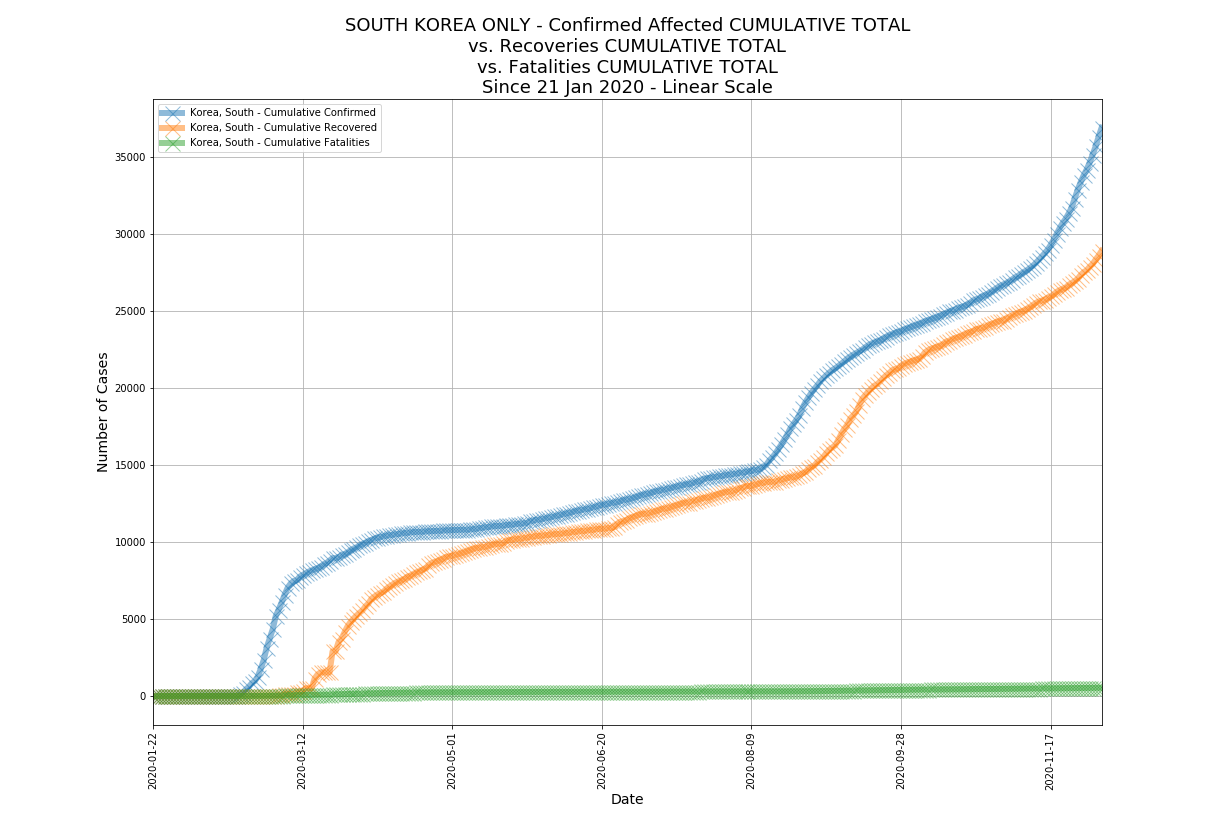 SOUTH KOREA ONLY - Confirmed Affected CUMULATIVE TOTAL
vs. Recoveries CUMULATIVE TOTAL
vs. Fatalities CUMULATIVE TOTAL
Since 21 Jan 2020 - Linear Scale
Korea, South - Cumulative Confirmed
Korea, South - Cumulative Recovered
Korea, South - Cumulative Fatalities
35000
30000
25000
20000
15000
10000
5000
0
Number of Cases
2020-01-22
2020-03-12
2020-05-01
2020-06-20
2020-08-09
2020-09-28
2020-11-17
Date